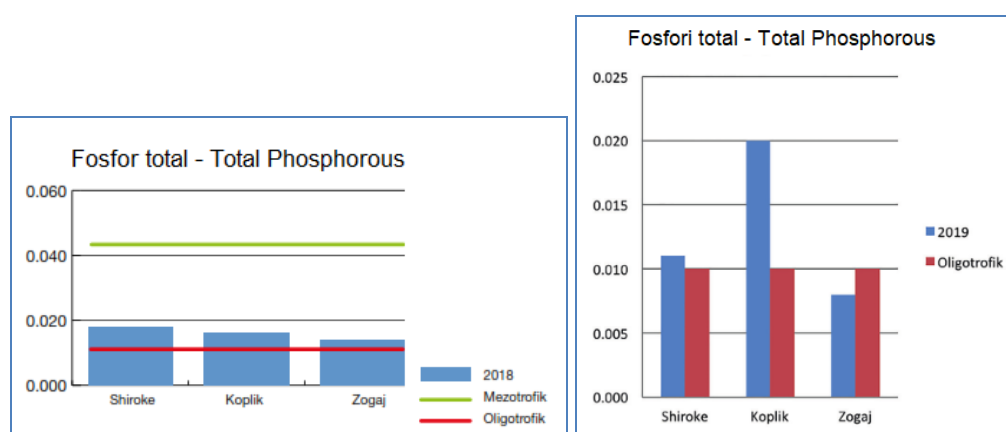 Fosfor total - Total Phosphorous
0.060
0.040
0.020
0.000
Shiroke Koplik Zogaj
2018
Mezotrofik
Oligotrofik
Fosfori total - Total Phosphorous
0.025
0.020
0.015
0.010
0.005
0.000
Shiroke Koplik Zogaj
2019
Oligotrofik